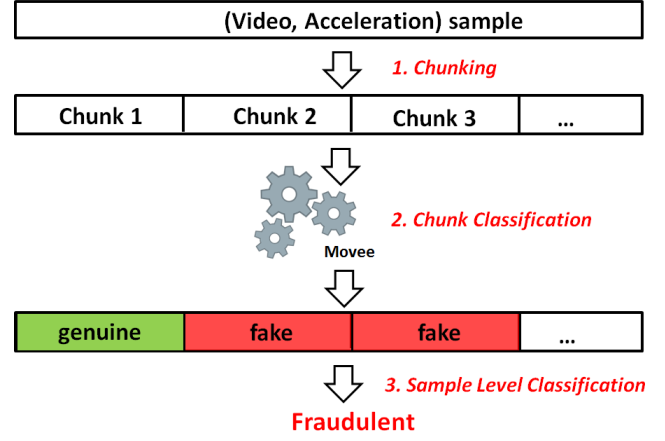 (Video, Acceleration) sample
1. Chunking
Chunk 1 Chunk 2 Chunk 3 ...
2. Chunk Classification
Movee
genuine fake fake ...
3. Sample Level Classification
Fraudulent